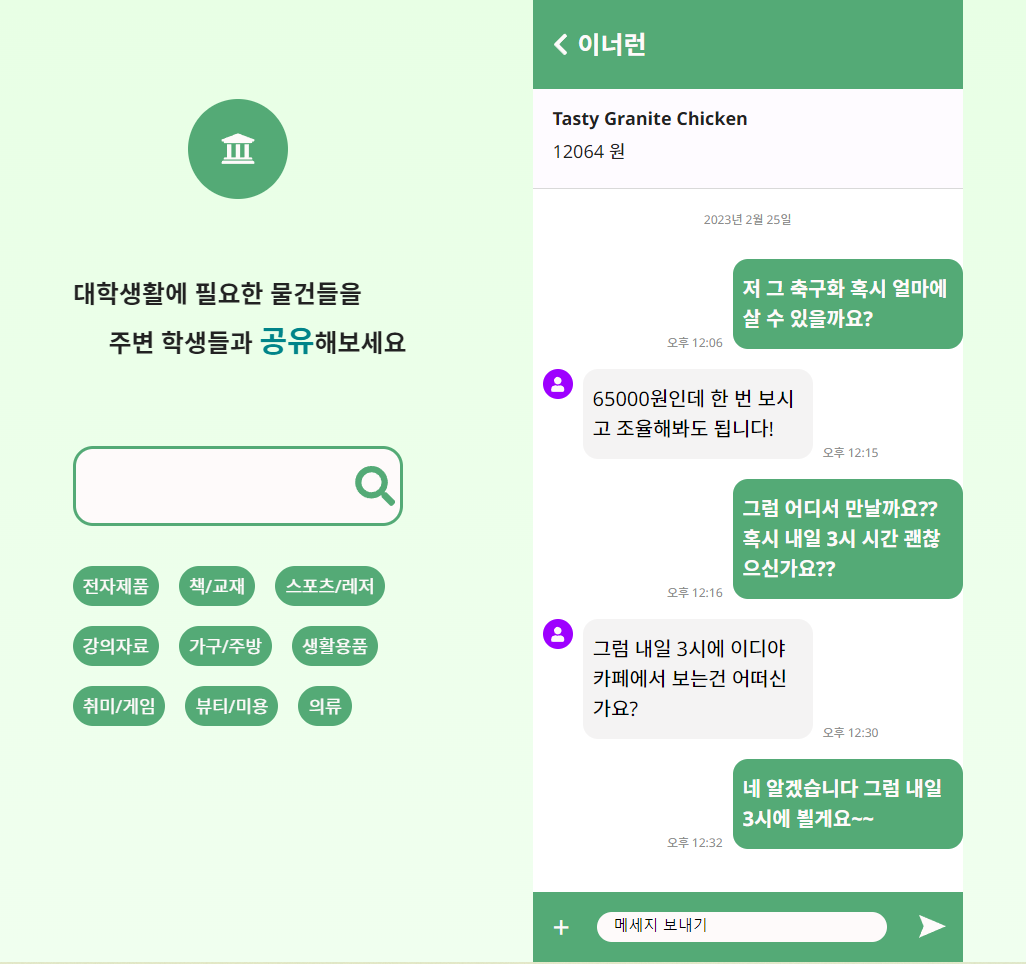 대학생활에 필요한 물건들을
주변 학생들과 공유해보세요
전자제품 책/교재 스포츠/레저
강의자료 가구/주방 생활용품
취미/게임 뷰티/미용 의류
이너런
Tasty Granite Chicken
12064 원
2023년 2월 25일
저 그 축구화 혹시 얼마에
살 수 있을까요?
오후 12:06
65000원인데 한 번 보시
고 조율해봐도 됩니다!
오후 12:15
그럼 어디서 만날까요??
혹시 내일 3시 시간 괜찮
으신가요??
오후 12:16
그럼 내일 3시에 이디야
카페에서 보는건 어떠신
가요?
오후 12:30
네 알겠습니다 그럼 내일
3시에 뵐게요~~
오후 12:32
+ 메세지 보내기